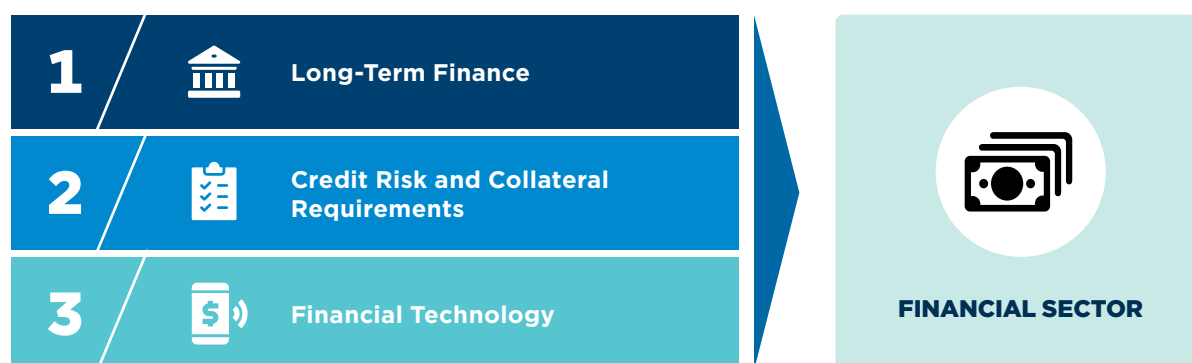 1
Long-Term Finance
2
Credit Risk and Collateral
Requirements
3
$
Financial Technology
FINANCIAL SECTOR